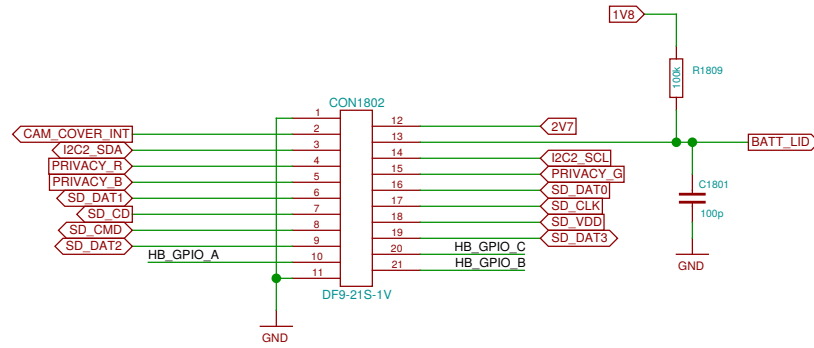 1V8
100k
R1809
CON1802
1
12
2V7
CAM_COVER_INT
2
13
BATT_LID
I2C2_SDA
3
14
I2C2_SCL
PRIVACY_R
4
15
PRIVACY_G
PRIVACY_B
5
16
SD_DAT0
SD_DAT1
6
17
SD_CLK
C1801
100p
SD_CD
7
18
SD_VDD
SD_CMD
8
19
SD_DAT3
SD_DAT2
9
20
HB_GPIO_C
HB_GPIO_A
10
21
HB_GPIO_B
11
GND
DF9-21S-1V
GND